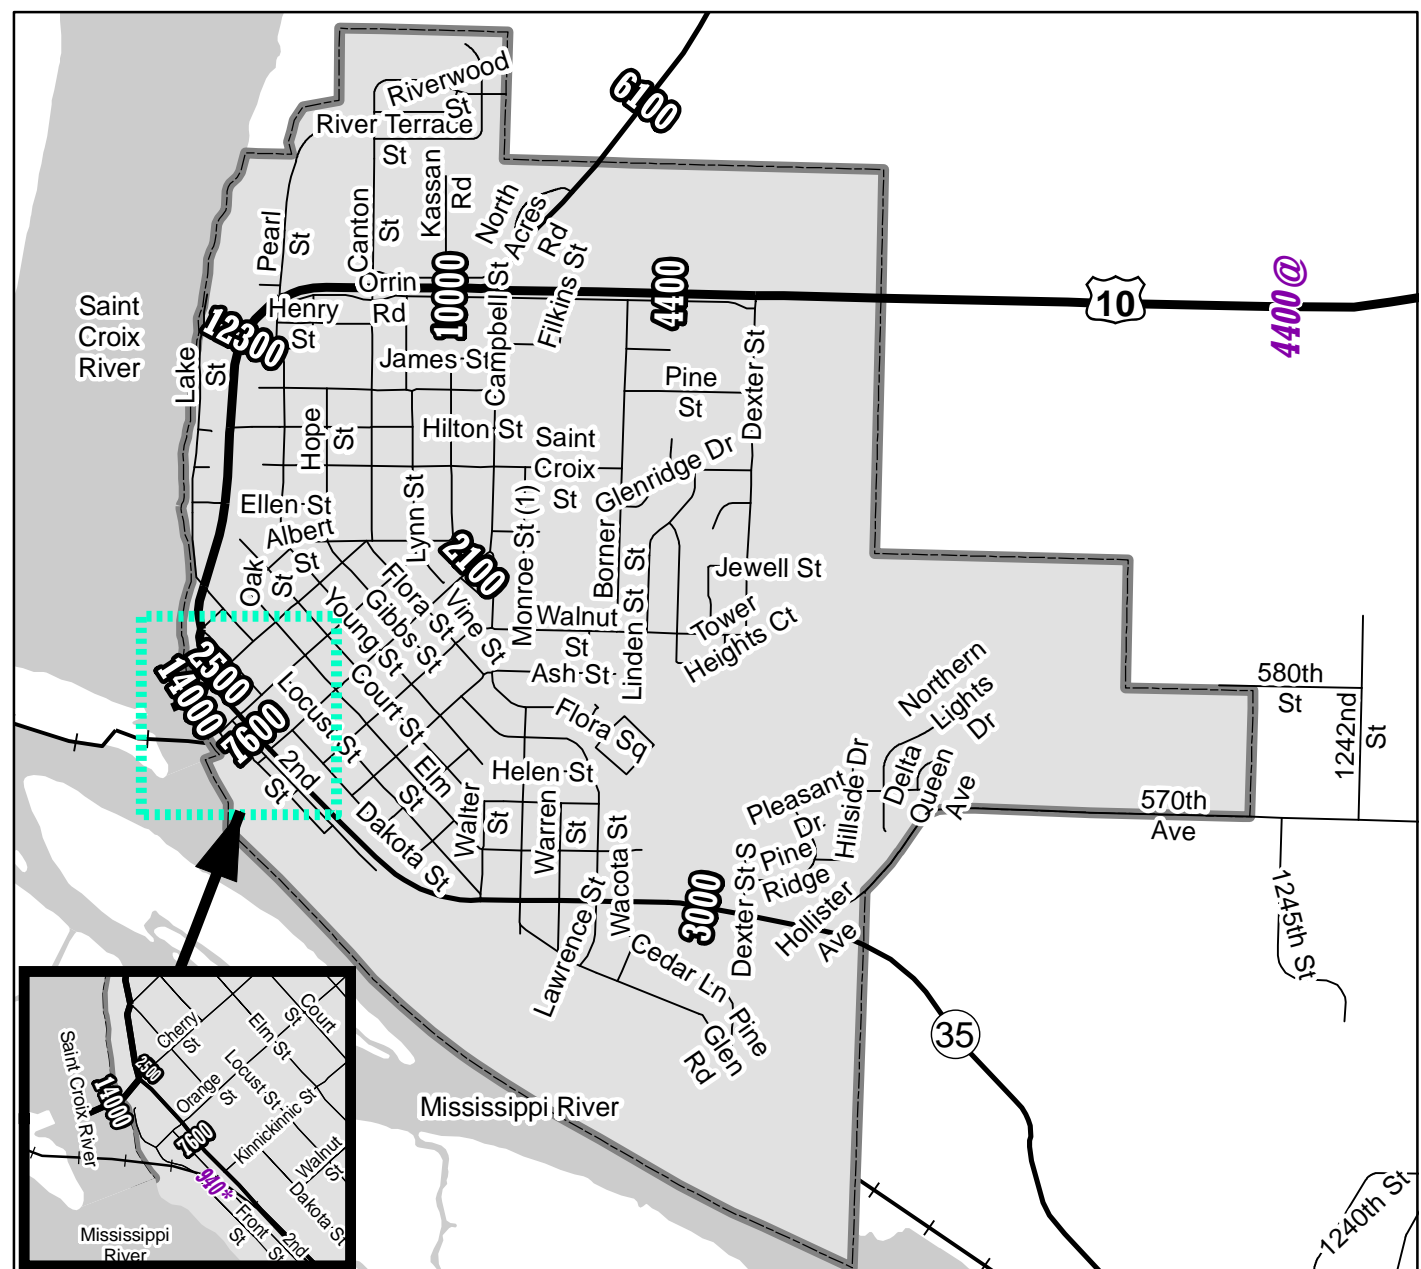 Riverwood
St
River Terrace
St
6100
Kassan
Rd
North
Acres
Rd
Canton
St
Pearl
St
Filkins St
Campbell St
Orrin
Rd
10000
4400
10
4400@
Henry
St
12300
Saint
Croix
River
Lake
St
James St
Pine
St
Dexter St
Hope
St
Hilton St
Saint
Croix
St
Glenridge Dr
Ellen St
Albert
St
Lynn St
Monroe St (1)
Borner
St
2100
Jewell St
Oak
St
Flora St
Gibbs St
Young St
Vine St
Walnut
St
Linden St
Tower
Heights Ct
Ash St
2500
14000
7600
Locust St
Court St
Flora Sq
Northern
Lights
Dr
580th
St
1242nd
St
2nd
St
Elm
St
Helen St
Delta
Queen
Ave
Pleasant Dr
Dr
Hillside Dr
570th
Ave
Dakota St
Walter
St
Warren
St
Wacota St
Pine
Ridge
Dexter St S
3000
Hollister
Ave
1245th St
Lawrence St
Cedar Ln
Pine
Glen
Rd
35
Mississippi River
1240th St
Court
St
Elm St
Cherry
St
2500
Saint Croix River
14000
Locust St
Orange
St
Kinnickinnic St
7600
Walnut
St
940*
Dakota St
Front St
St
2nd
Mississippi
River